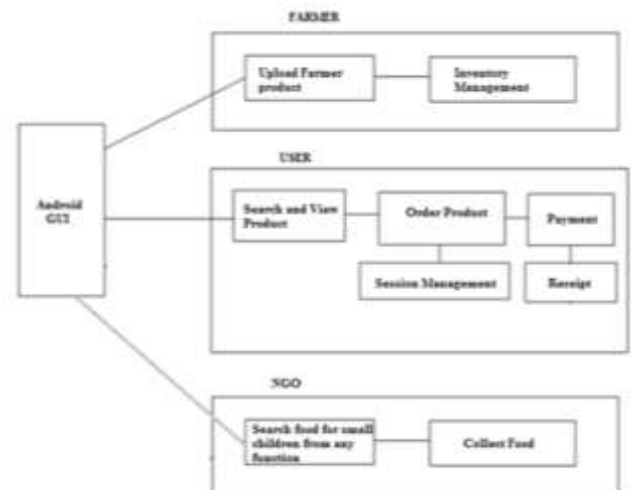 FARMER
Upload Farmer
product
Inventory
Management
USER
Android
GUI
Search and View
Product
Order Product
Payment
Session Management
Receipt
NGO
Search food for small
children from any
function
Collect Food